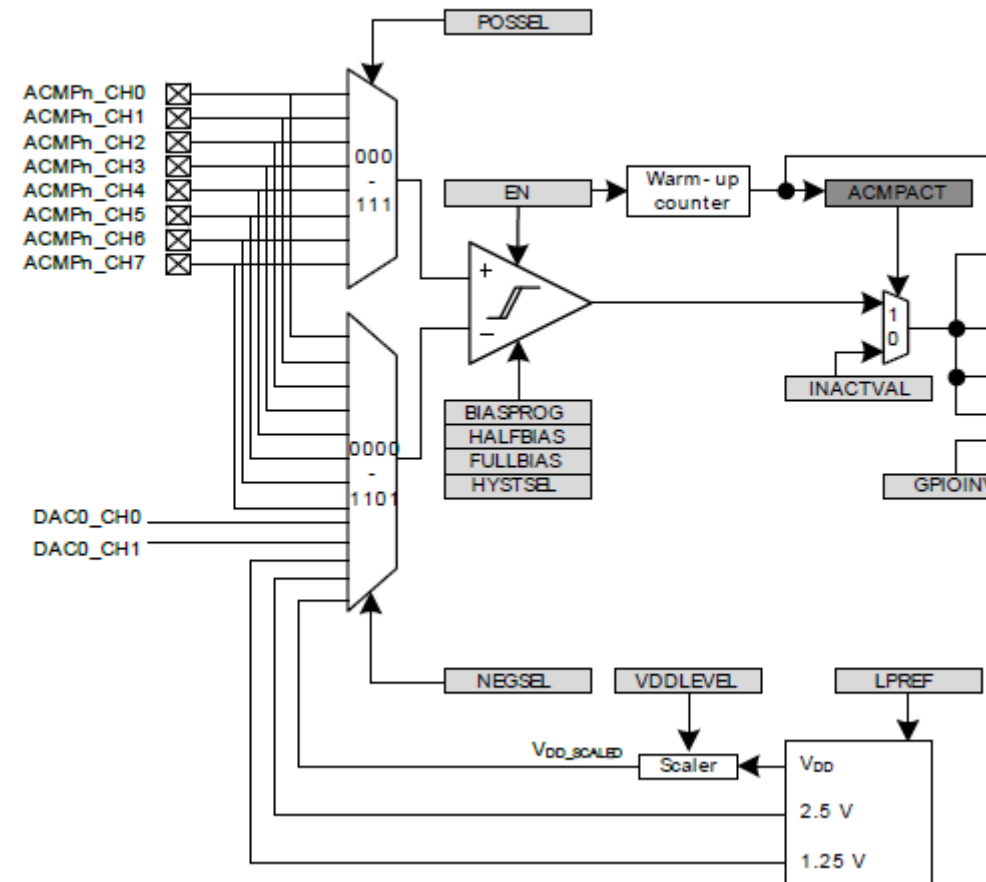 POSSEL
ACMPn_CH0
ACMPn_CH1
ACMPn_CH2
ACMPn_CH3
ACMPn_CH4
ACMPn_CH5
ACMPn_CH6
ACMPn_CH7
000
-
111
EN
Warm-up
counter
ACMPACT
+
−
1
0
INACTVAL
BIASPROG
HALFBIAS
FULLBIAS
HYSTSEL
GPIOINV
0000
-
1101
DAC0_CH0
DAC0_CH1
NEGSEL
VDDLEVEL
LPREF
VDD_SCALED
Scaler
VDD
2.5 V
1.25 V